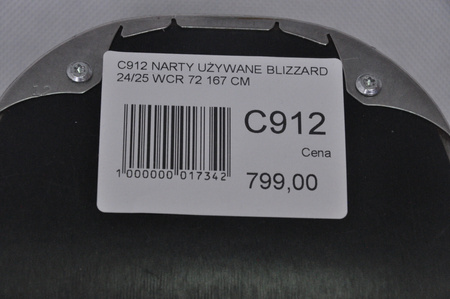 C912 NARTY UŻYWANE BLIZZARD
24/25 WCR 72 167 CM
C912
Cena
799,00
1 000000 017342